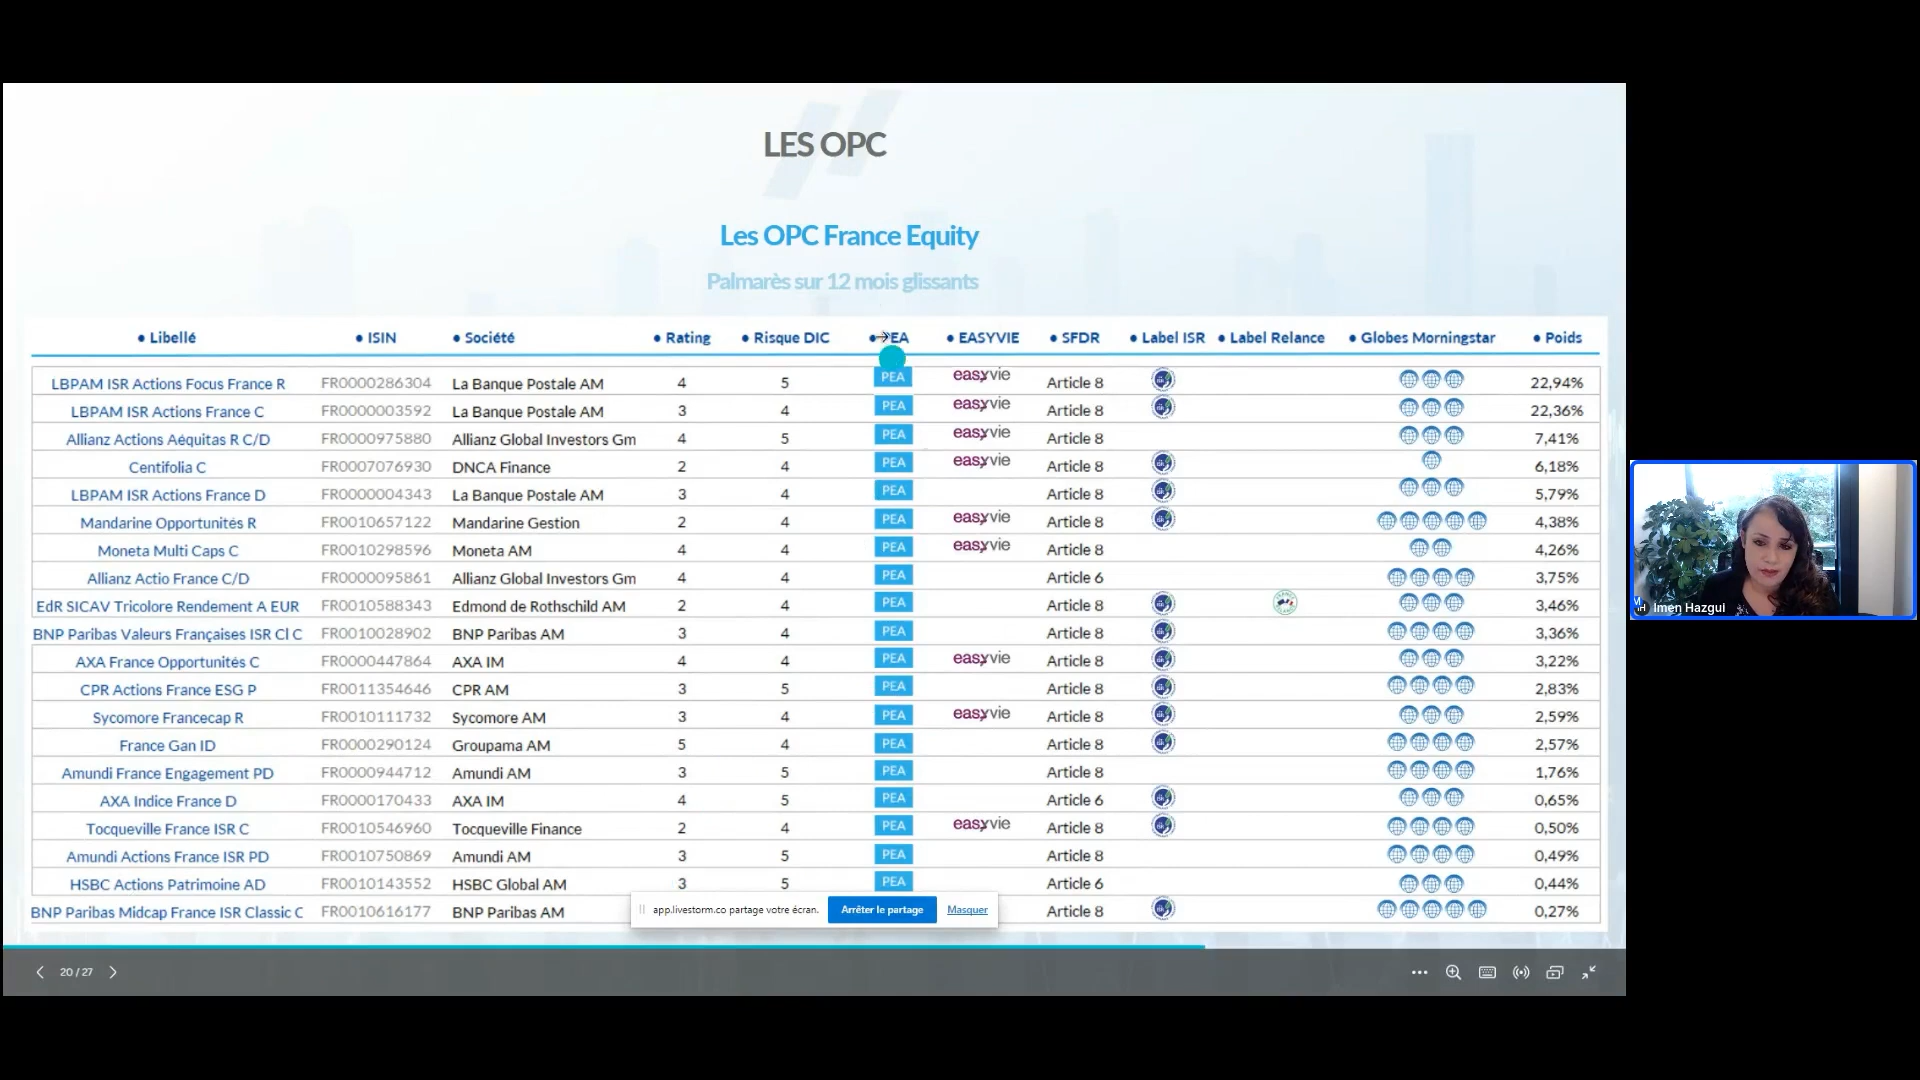 LES OPC
Les OPC France Equity
Palmarès sur 12 mois glissants
• Libellé • ISIN • Société • Rating • Risque DIC • PEA • EASYVIE • SFDR • Label ISR • Label Relance • Globes Morningstar • Poids
LBPAM ISR Actions Focus France R FR0000286304 La Banque Postale AM 4 5 PEA easyvie Article 8 22,94%
LBPAM ISR Actions France C FR0000003592 La Banque Postale AM 3 4 PEA easyvie Article 8 22,36%
Allianz Actions Aéquitas R C/D FR0000975880 Allianz Global Investors Gm 4 5 PEA easyvie Article 8 7,41%
Centifolia C FR0007076930 DNCA Finance 2 4 PEA easyvie Article 8 6,18%
LBPAM ISR Actions France D FR0000004343 La Banque Postale AM 3 4 PEA Article 8 5,79%
Mandarine Opportunités R FR0010657122 Mandarine Gestion 2 4 PEA easyvie Article 8 4,38%
Moneta Multi Caps C FR0010298596 Moneta AM 4 4 PEA easyvie Article 8 4,26%
Allianz Actio France C/D FR0000095861 Allianz Global Investors Gm 4 4 PEA Article 6 3,75%
EdR SICAV Tricolore Rendement A EUR FR0010588343 Edmond de Rothschild AM 2 4 PEA Article 8 3,46%
BNP Paribas Valeurs Françaises ISR Cl C FR0010028902 BNP Paribas AM 3 4 PEA Article 8 3,36%
AXA France Opportunités C FR0000447864 AXA IM 4 4 PEA easyvie Article 8 3,22%
CPR Actions France ESG P FR0011354646 CPR AM 3 5 PEA Article 8 2,83%
Sycomore Francecap R FR0010111732 Sycomore AM 3 4 PEA easyvie Article 8 2,59%
France Gan ID FR0000290124 Groupama AM 5 4 PEA Article 8 2,57%
Amundi France Engagement PD FR0000944712 Amundi AM 3 5 PEA Article 8 1,76%
AXA Indice France D FR0000170433 AXA IM 4 5 PEA Article 6 0,65%
Tocqueville France ISR C FR0010546960 Tocqueville Finance 2 4 PEA easyvie Article 8 0,50%
Amundi Actions France ISR PD FR0010750869 Amundi AM 3 5 PEA Article 8 0,49%
HSBC Actions Patrimoine AD FR0010143552 HSBC Global AM 3 5 PEA Article 6 0,44%
BNP Paribas Midcap France ISR Classic C FR0010616177 BNP Paribas AM Article 8 0,27%
app.livestorm.co partage votre écran. Arrêter le partage Masquer
20 / 27
Imen Hazgui